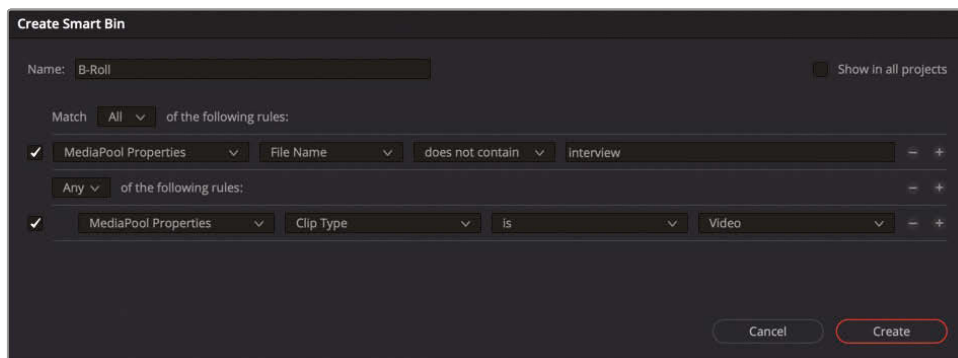 Create Smart Bin
Name: B-Roll Show in all projects
Match All of the following rules:
MediaPool Properties File Name does not contain interview - +
Any of the following rules: - +
MediaPool Properties Clip Type is Video - +
Cancel Create